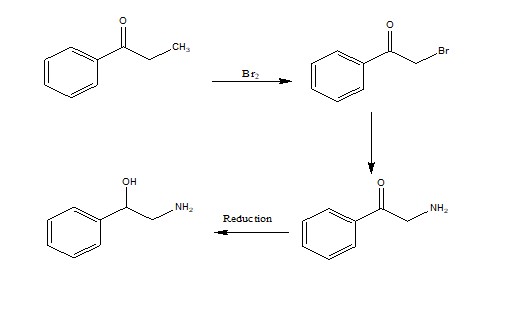 O
CH₃
Br₂
O
Br
OH
NH₂
Reduction
O
NH₂